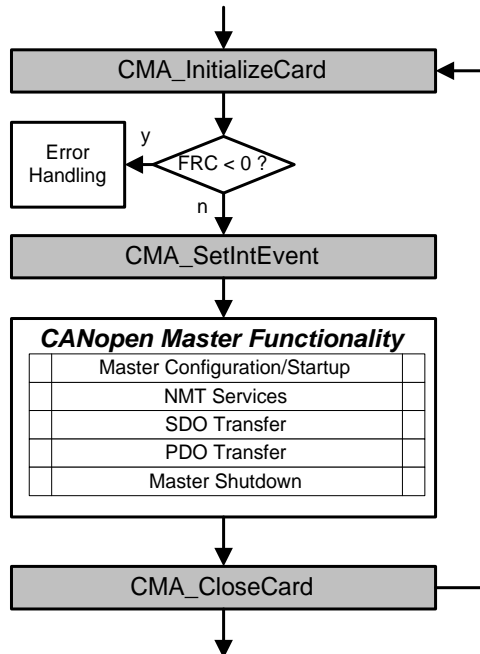 CMA_InitializeCard
y
Error
Handling
FRC < 0 ?
n
CMA_SetIntEvent
CANopen Master Functionality
Master Configuration/Startup
NMT Services
SDO Transfer
PDO Transfer
Master Shutdown
CMA_CloseCard